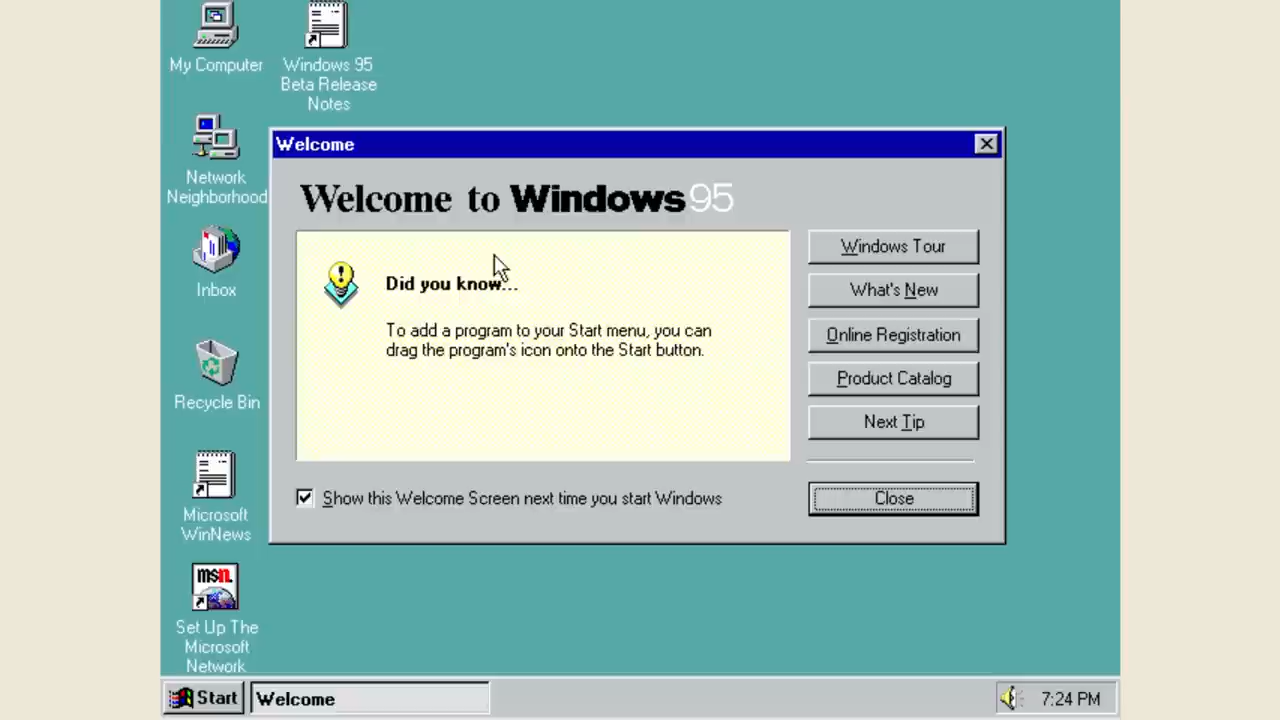 My Computer
Windows 95
Beta Release
Notes
Network
Neighborhood
Inbox
Recycle Bin
Microsoft
WinNews
msn.
Set Up The
Microsoft
Network
Welcome
Welcome to Windows 95
Did you know...
To add a program to your Start menu, you can
drag the program's icon onto the Start button.
Windows Tour
What's New
Online Registration
Product Catalog
Next Tip
Show this Welcome Screen next time you start Windows
Close
Start
Welcome
7:24 PM